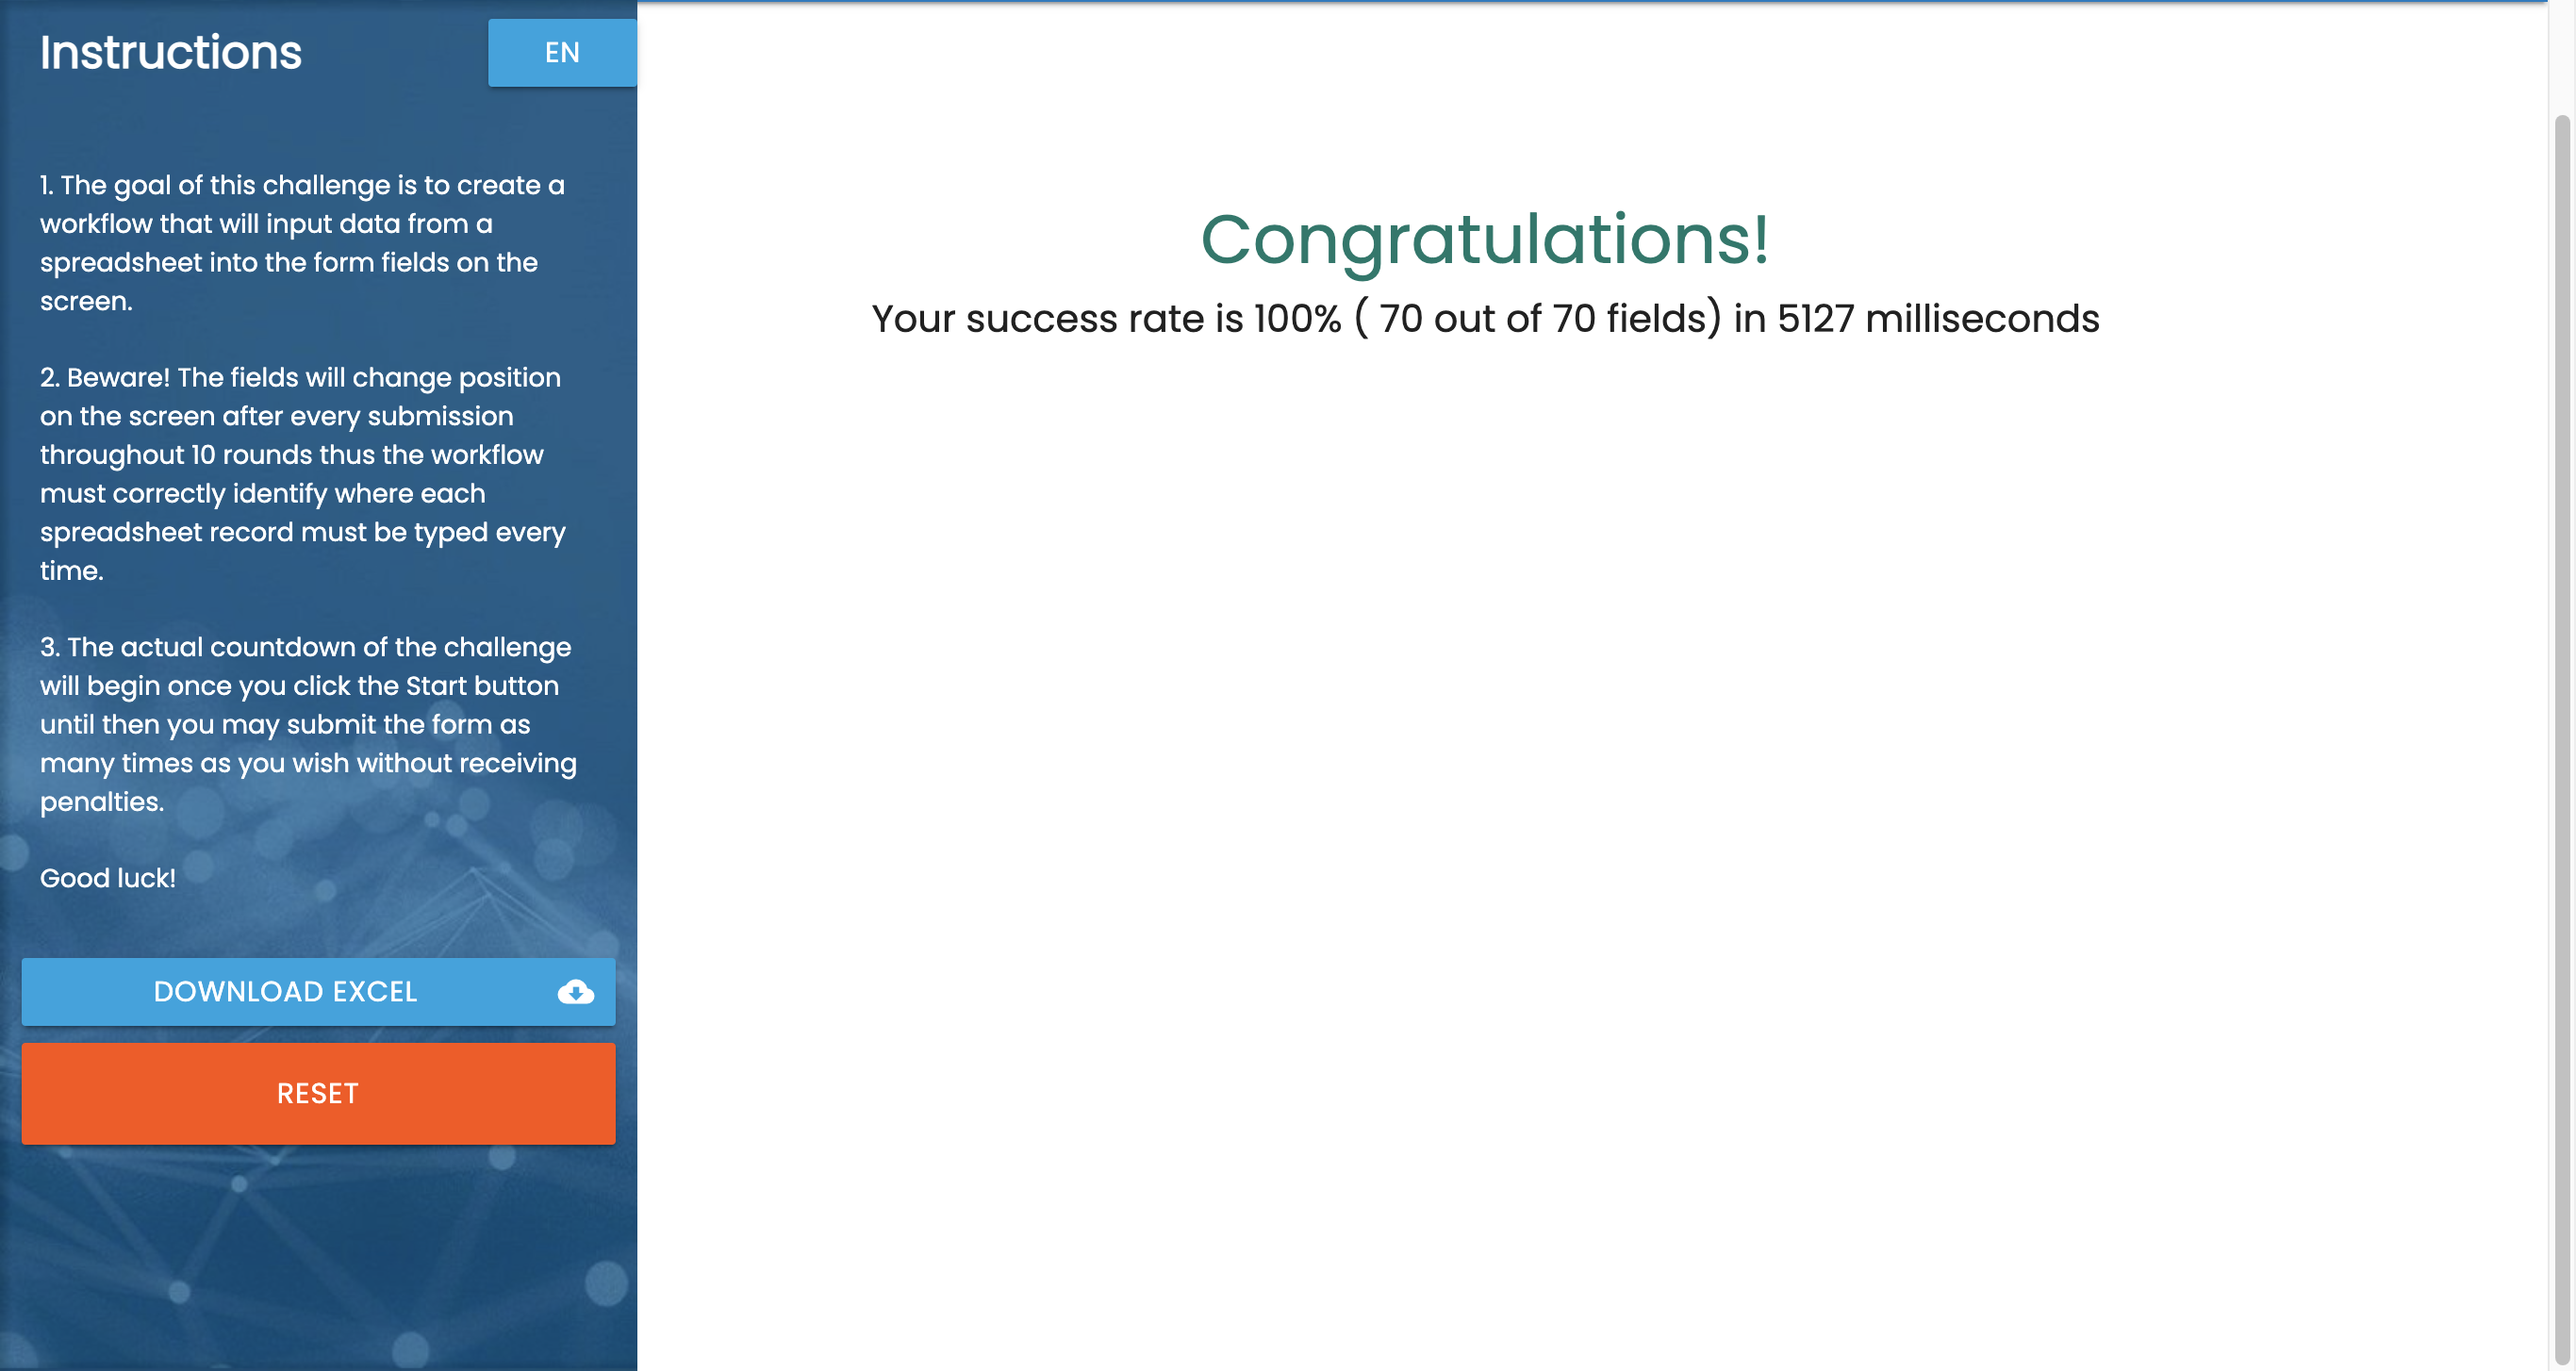 Instructions
EN
1. The goal of this challenge is to create a
workflow that will input data from a
spreadsheet into the form fields on the
screen.
2. Beware! The fields will change position
on the screen after every submission
throughout 10 rounds thus the workflow
must correctly identify where each
spreadsheet record must be typed every
time.
3. The actual countdown of the challenge
will begin once you click the Start button
until then you may submit the form as
many times as you wish without receiving
penalties.
Good luck!
DOWNLOAD EXCEL
RESET
Congratulations!
Your success rate is 100% ( 70 out of 70 fields) in 5127 milliseconds